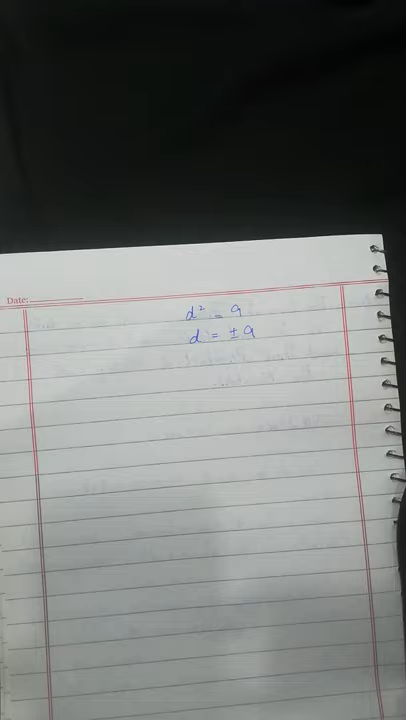 Date:
d² = 9
d = ± 9